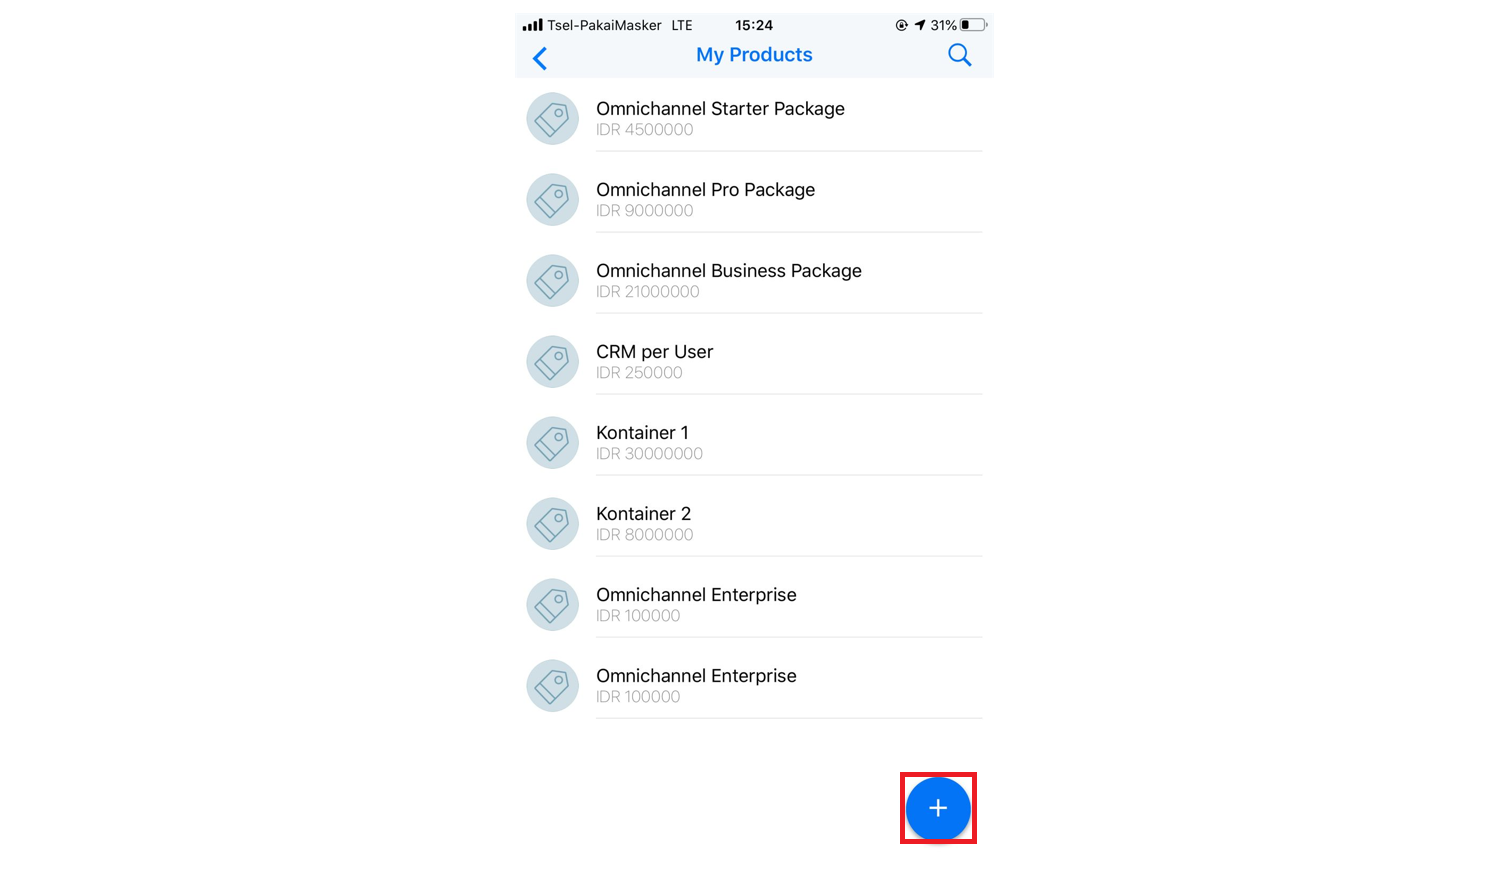 Tsel-PakaiMasker LTE 15:24 31%
My Products
Omnichannel Starter Package
IDR 4500000
Omnichannel Pro Package
IDR 9000000
Omnichannel Business Package
IDR 21000000
CRM per User
IDR 250000
Kontainer 1
IDR 30000000
Kontainer 2
IDR 8000000
Omnichannel Enterprise
IDR 100000
Omnichannel Enterprise
IDR 100000
+